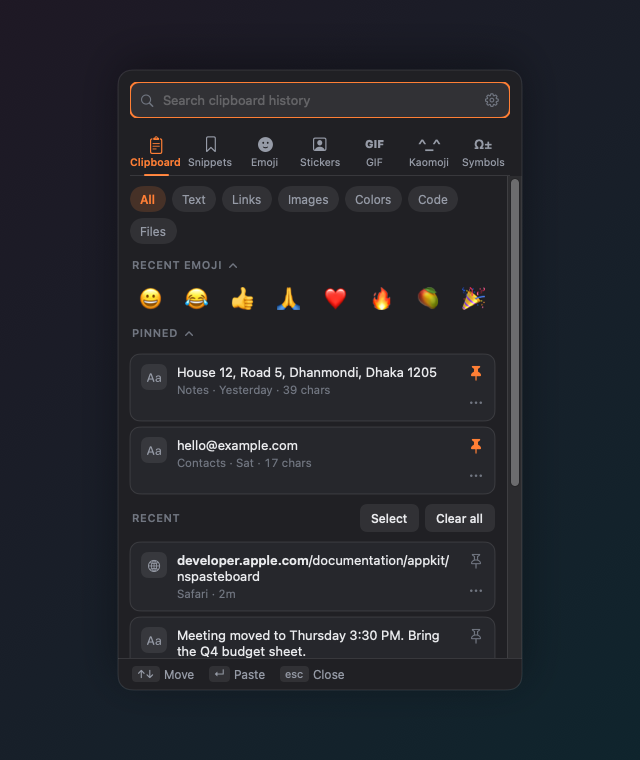 Search clipboard history
GIF ^_^ Ω±
Clipboard Snippets Emoji Stickers GIF Kaomoji Symbols
All Text Links Images Colors Code
Files
RECENT EMOJI
😀 😂 👍 🙏 ❤️ 🔥 🥭 🎉
PINNED
Aa House 12, Road 5, Dhanmondi, Dhaka 1205
Notes · Yesterday · 39 chars
Aa hello@example.com
Contacts · Sat · 17 chars
RECENT Select Clear all
developer.apple.com/documentation/appkit/
nspasteboard
Safari · 2m
Aa Meeting moved to Thursday 3:30 PM. Bring
the Q4 budget sheet.
↑↓ Move ↵ Paste esc Close